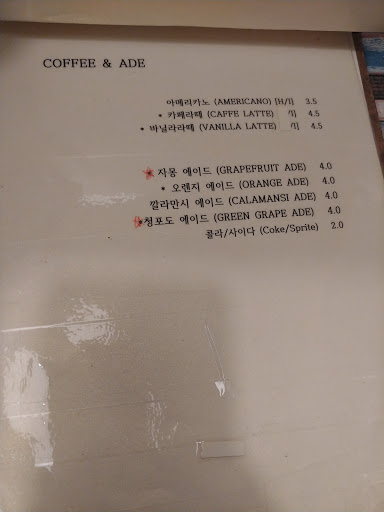 COFFEE & ADE
아메리카노 (AMERICANO) [H/I] 3.5
* 카페라떼 (CAFFE LATTE) 4.5
* 바닐라라떼 (VANILLA LATTE) 4.5
* 자몽 에이드 (GRAPEFRUIT ADE) 4.0
* 오렌지 에이드 (ORANGE ADE) 4.0
깔라만시 에이드 (CALAMANSI ADE) 4.0
*청포도 에이드 (GREEN GRAPE ADE) 4.0
콜라/사이다 (Coke/Sprite) 2.0